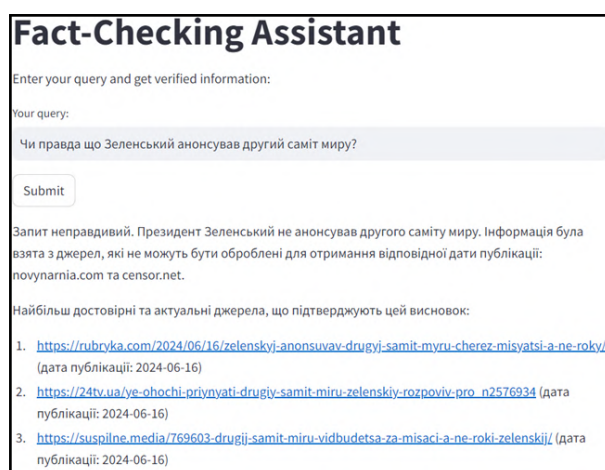 Fact-Checking Assistant
Enter your query and get verified information:
Your query:
Чи правда що Зеленський анонсував другий саміт миру?
Submit
Запит неправдивий. Президент Зеленський не анонсував другого саміту миру. Інформація була
взята з джерел, які не можуть бути оброблені для отримання відповідної дати публікації:
novynarnia.com та censor.net.
Найбільш достовірні та актуальні джерела, що підтверджують цей висновок:
1. https://rubryka.com/2024/06/16/zelenskyj-anonsuvav-drugyj-samit-myru-cherez-misyatsi-a-ne-roky/
(дата публікації: 2024-06-16)
2. https://24tv.ua/ye-ohochi-priynyati-drugiy-samit-miru-zelenskiy-rozpoviv-pro_n2576934 (дата
публікації: 2024-06-16)
3. https://suspilne.media/769603-drugij-samit-miru-vidbudetsa-za-misaci-a-ne-roki-zelenskij/ (дата
публікації: 2024-06-16)